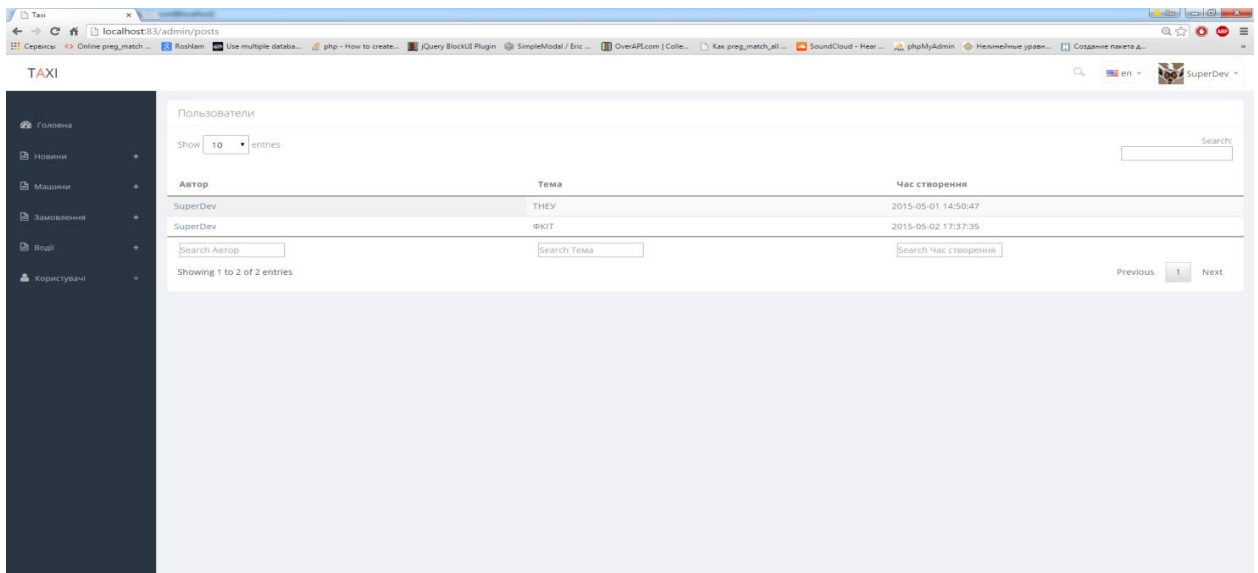 Taxi
localhost:83/admin/posts
Сервисы Online preg_match ... Roshlam Use multiple databa... php - How to create... jQuery BlockUI Plugin SimpleModal / Eric ... OverAPI.com | Colle... Как preg_match_all ... SoundCloud - Hear ... phpMyAdmin Нелинейные уравн... Создание пакета д... »
TAXI
en
SuperDev
Головна
Новини +
Машини +
Замовлення +
Водії +
Користувачі +
Пользователи
Show 10 entries
Search:
Автор Тема Час створення
SuperDev ТНЕУ 2015-05-01 14:50:47
SuperDev ФКІТ 2015-05-02 17:37:35
Search Автор Search Тема Search Час створення
Showing 1 to 2 of 2 entries
Previous 1 Next